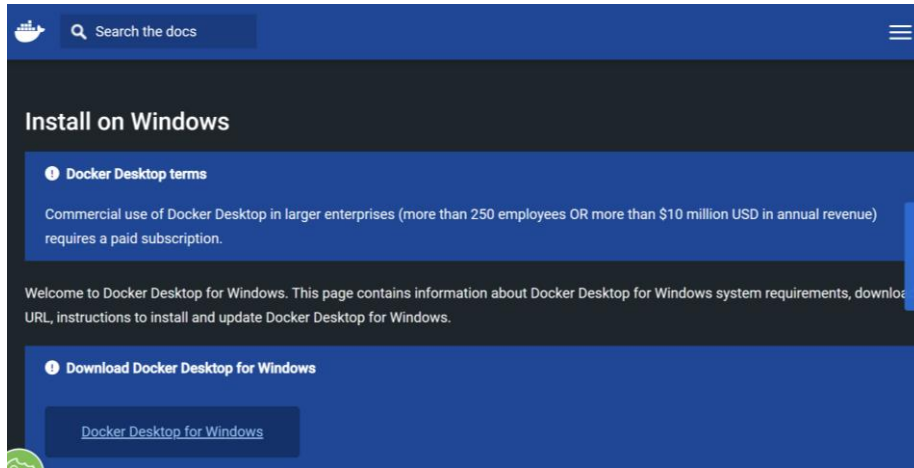 Search the docs
Install on Windows
Docker Desktop terms
Commercial use of Docker Desktop in larger enterprises (more than 250 employees OR more than $10 million USD in annual revenue)
requires a paid subscription.
Welcome to Docker Desktop for Windows. This page contains information about Docker Desktop for Windows system requirements, downloa
URL, instructions to install and update Docker Desktop for Windows.
Download Docker Desktop for Windows
Docker Desktop for Windows